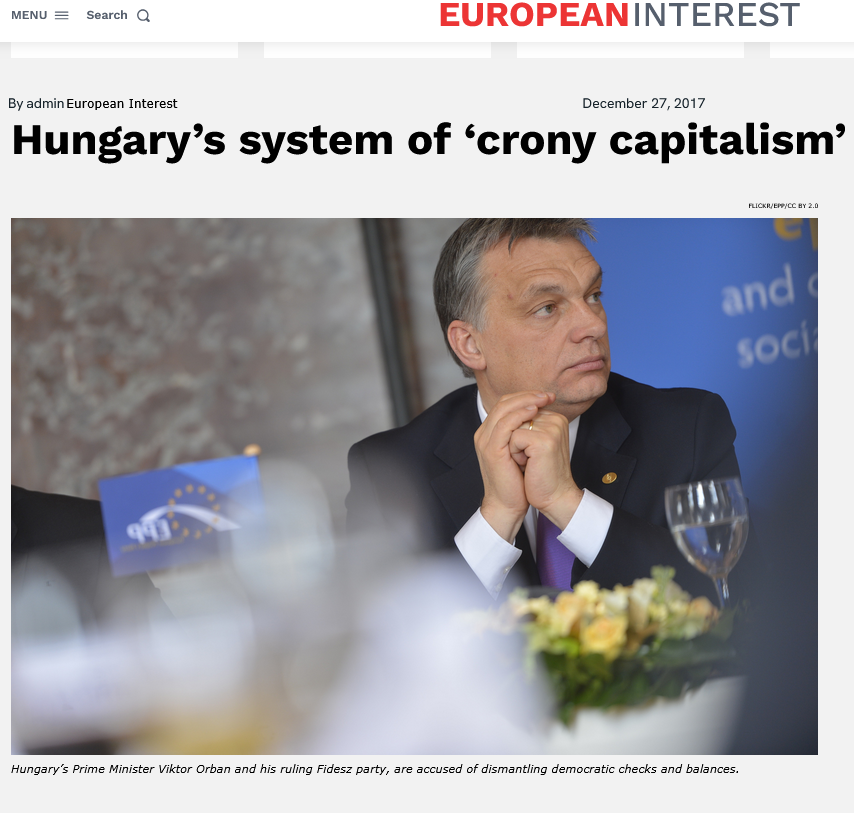 MENU Search
EUROPEANINTEREST
By admin European Interest December 27, 2017
Hungary’s system of ‘crony capitalism’
FLICKR/EPP/CC BY 2.0
and
social
EPP
Hungary’s Prime Minister Viktor Orban and his ruling Fidesz party, are accused of dismantling democratic checks and balances.